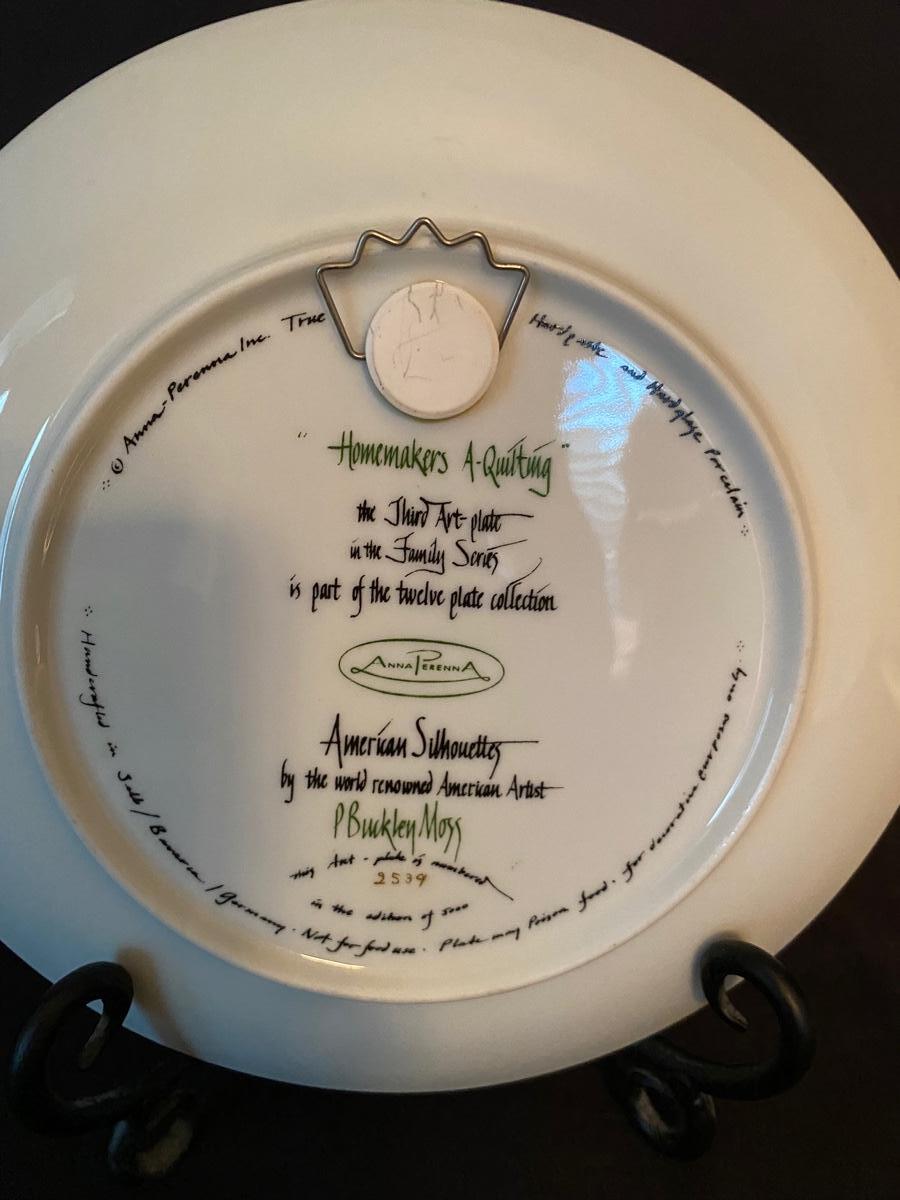 © Anna-Perenna Inc. True
and Handglaze Porcelain
"Homemakers A-Quilting"
the Third Art-plate
in the Family Series
is part of the twelve plate collection
ANNA PERENNA
American Silhouettes
by the world renowned American Artist
P Buckley Moss
this Art-plate is numbered
2539
in the edition of 5000
Handcrafted in Selb/Bavaria/Germany. Not for food use. Plate may Poison food. For decorative purposes only.